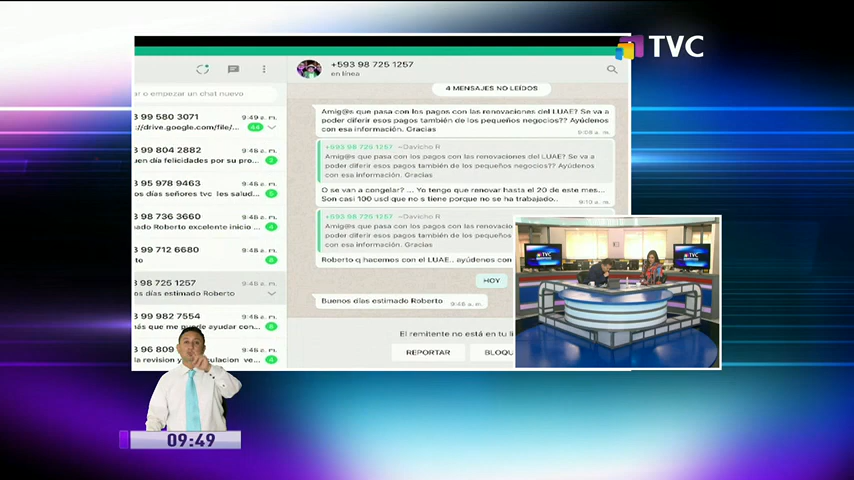 TVC
+593 98 725 1257
en línea
ar o empezar un chat nuevo
4 MENSAJES NO LEÍDOS
3 99 580 3071
9:49 a. m.
://drive.google.com/file/...
44
3 99 804 2882
9:48 a. m.
uen día felicidades por su pro...
3 95 978 9463
9:48 a. m.
os días señores tvc les salud...
3 98 736 3660
9:48 a. m.
nado Roberto excelente inicio ...
3 99 712 6680
9:48 a. m.
to
3 98 725 1257
9:48 a. m.
os días estimado Roberto
3 99 982 7554
9:48 a. m.
más que me puede ayudar con...
3 96 809
9:48 a. m.
la revision y
culacion ve...
Amig@s que pasa con los pagos con las renovaciones del LUAE? Se va a
poder diferir esos pagos también de los pequeños negocios?? Ayúdenos
con esa información. Gracias
+593 98 725 1257 ~Davicho R
Amig@s que pasa con los pagos con las renovaciones del LUAE? Se va a
poder diferir esos pagos también de los pequeños negocios?? Ayúdenos
con esa información. Gracias
O se van a congelar? ... Yo tengo que renovar hasta el 20 de este mes...
Son casi 100 usd que no s tiene porque no se ha trabajado..
+593 98 725 1257 ~Davicho R
Amig@s que pasa con los pagos con las renovaciones
poder diferir esos pagos también de los pequeños
con esa información. Gracias
Roberto q hacemos con el LUAE.. ayúdenos con
HOY
Buenos días estimado Roberto
9:48 a. m.
El remitente no está en tu li
REPORTAR
BLOQU
TVC
TVC
09:49